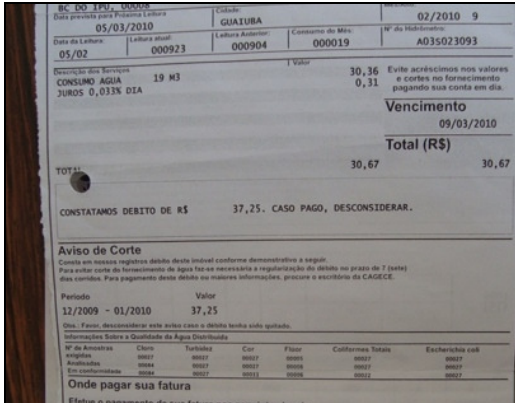 BC DO IPU, 00008
Data prevista para Próxima Leitura
05/03/2010
Cidade:
GUAIUBA
02/2010 9
Data da Leitura:
05/02
Leitura atual:
000923
Leitura Anterior:
000904
Consumo do Mês:
000019
Nº do Hidrômetro:
A03S023093
Descrição dos Serviços
Valor
CONSUMO AGUA 19 M3 30,36
JUROS 0,033% DIA 0,31
Evite acréscimos nos valores
e cortes no fornecimento
pagando sua conta em dia.
Vencimento
09/03/2010
Total (R$)
TOTAL 30,67 30,67
CONSTATAMOS DEBITO DE R$ 37,25. CASO PAGO, DESCONSIDERAR.
Aviso de Corte
Consta em nossos registros débito deste imóvel conforme demonstrativo a seguir.
Para evitar corte do fornecimento de água faz-se necessária a regularização do débito no prazo de 7 (sete)
dias corridos. Para pagamento deste débito ou maiores informações, procure o escritório da CAGECE.
Período Valor
12/2009 - 01/2010 37,25
Obs.: Favor, desconsiderar este aviso caso o débito tenha sido quitado.
Informações Sobre a Qualidade da Água Distribuída
Nº de Amostras Cloro Turbidez Cor Flúor Coliformes Totais Escherichia coli
exigidas
Analisadas
Em conformidade
Onde pagar sua fatura